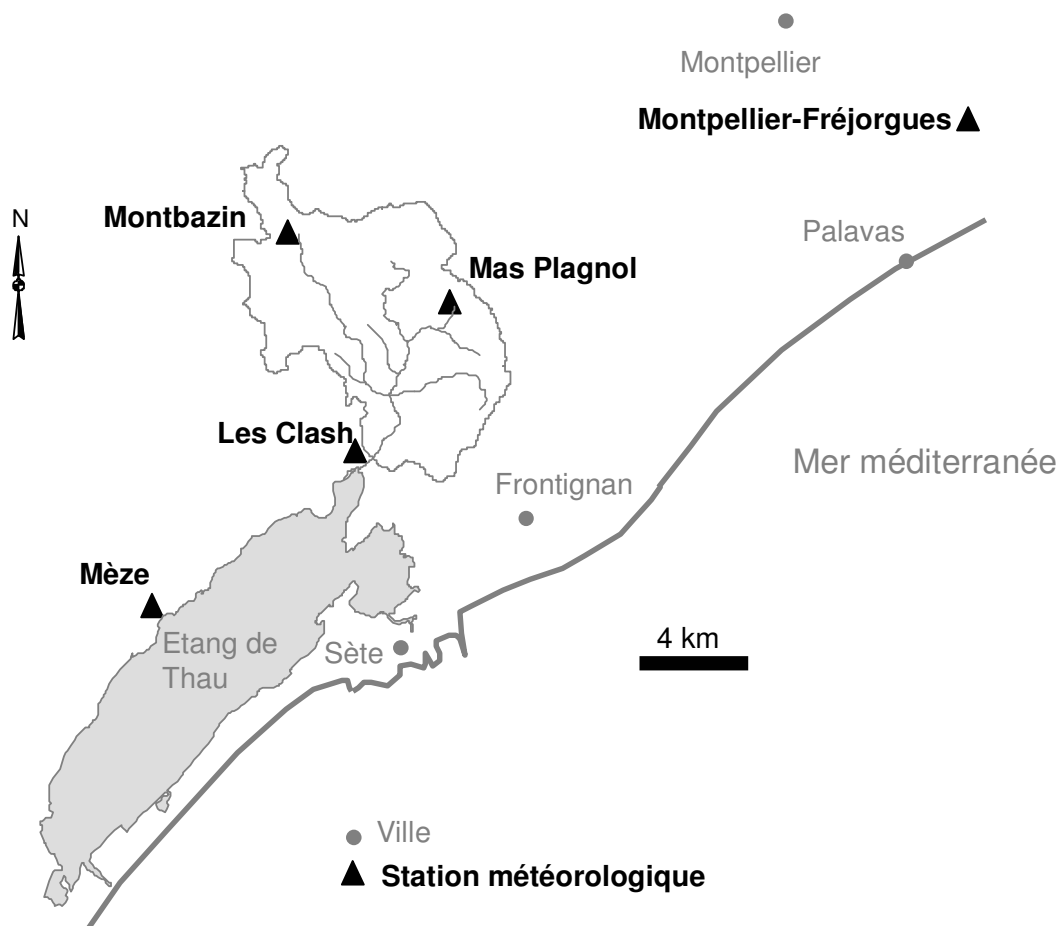 Montpellier
Montpellier-Fréjorgues
N
Montbazin
Palavas
Mas Plagnol
Les Clash
Mer méditerranée
Frontignan
Mèze
4 km
Etang de
Thau
Sète
Ville
Station météorologique